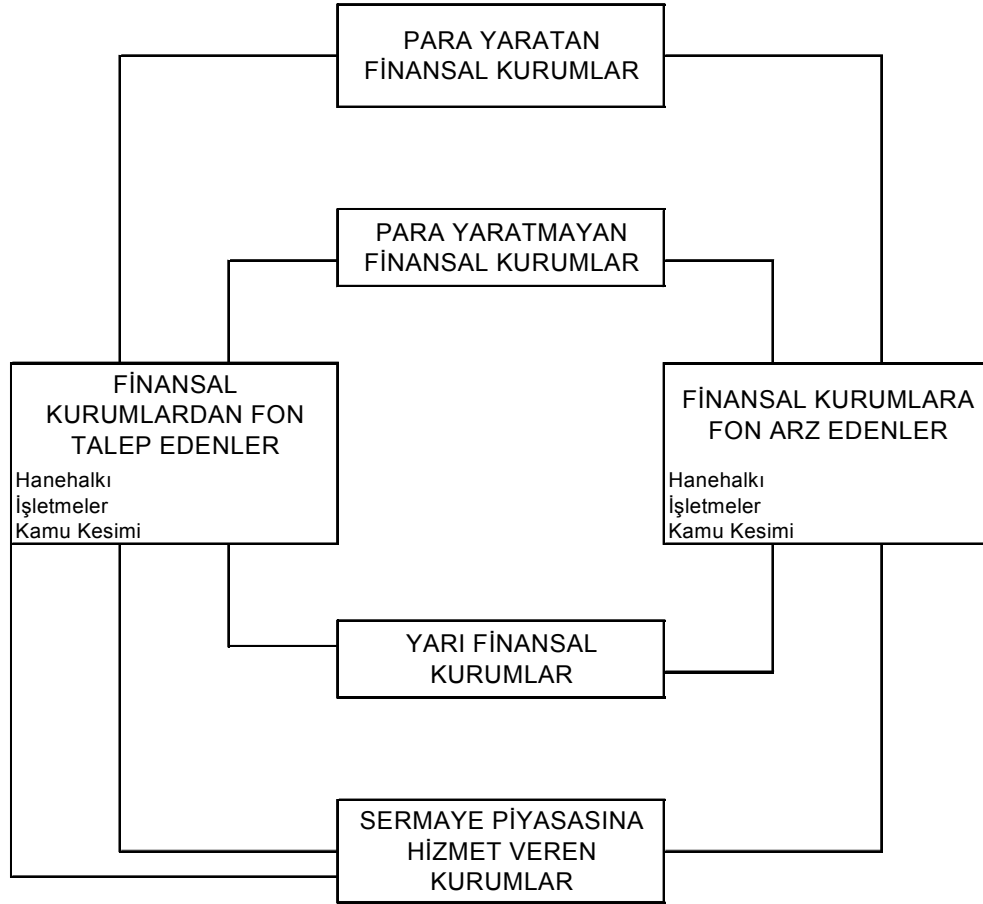 PARA YARATAN
FİNANSAL KURUMLAR
PARA YARATMAYAN
FİNANSAL KURUMLAR
FİNANSAL
KURUMLARDAN FON
TALEP EDENLER
Hanehalkı
İşletmeler
Kamu Kesimi
FİNANSAL KURUMLARA
FON ARZ EDENLER
Hanehalkı
İşletmeler
Kamu Kesimi
YARI FİNANSAL
KURUMLAR
SERMAYE PİYASASINA
HİZMET VEREN
KURUMLAR